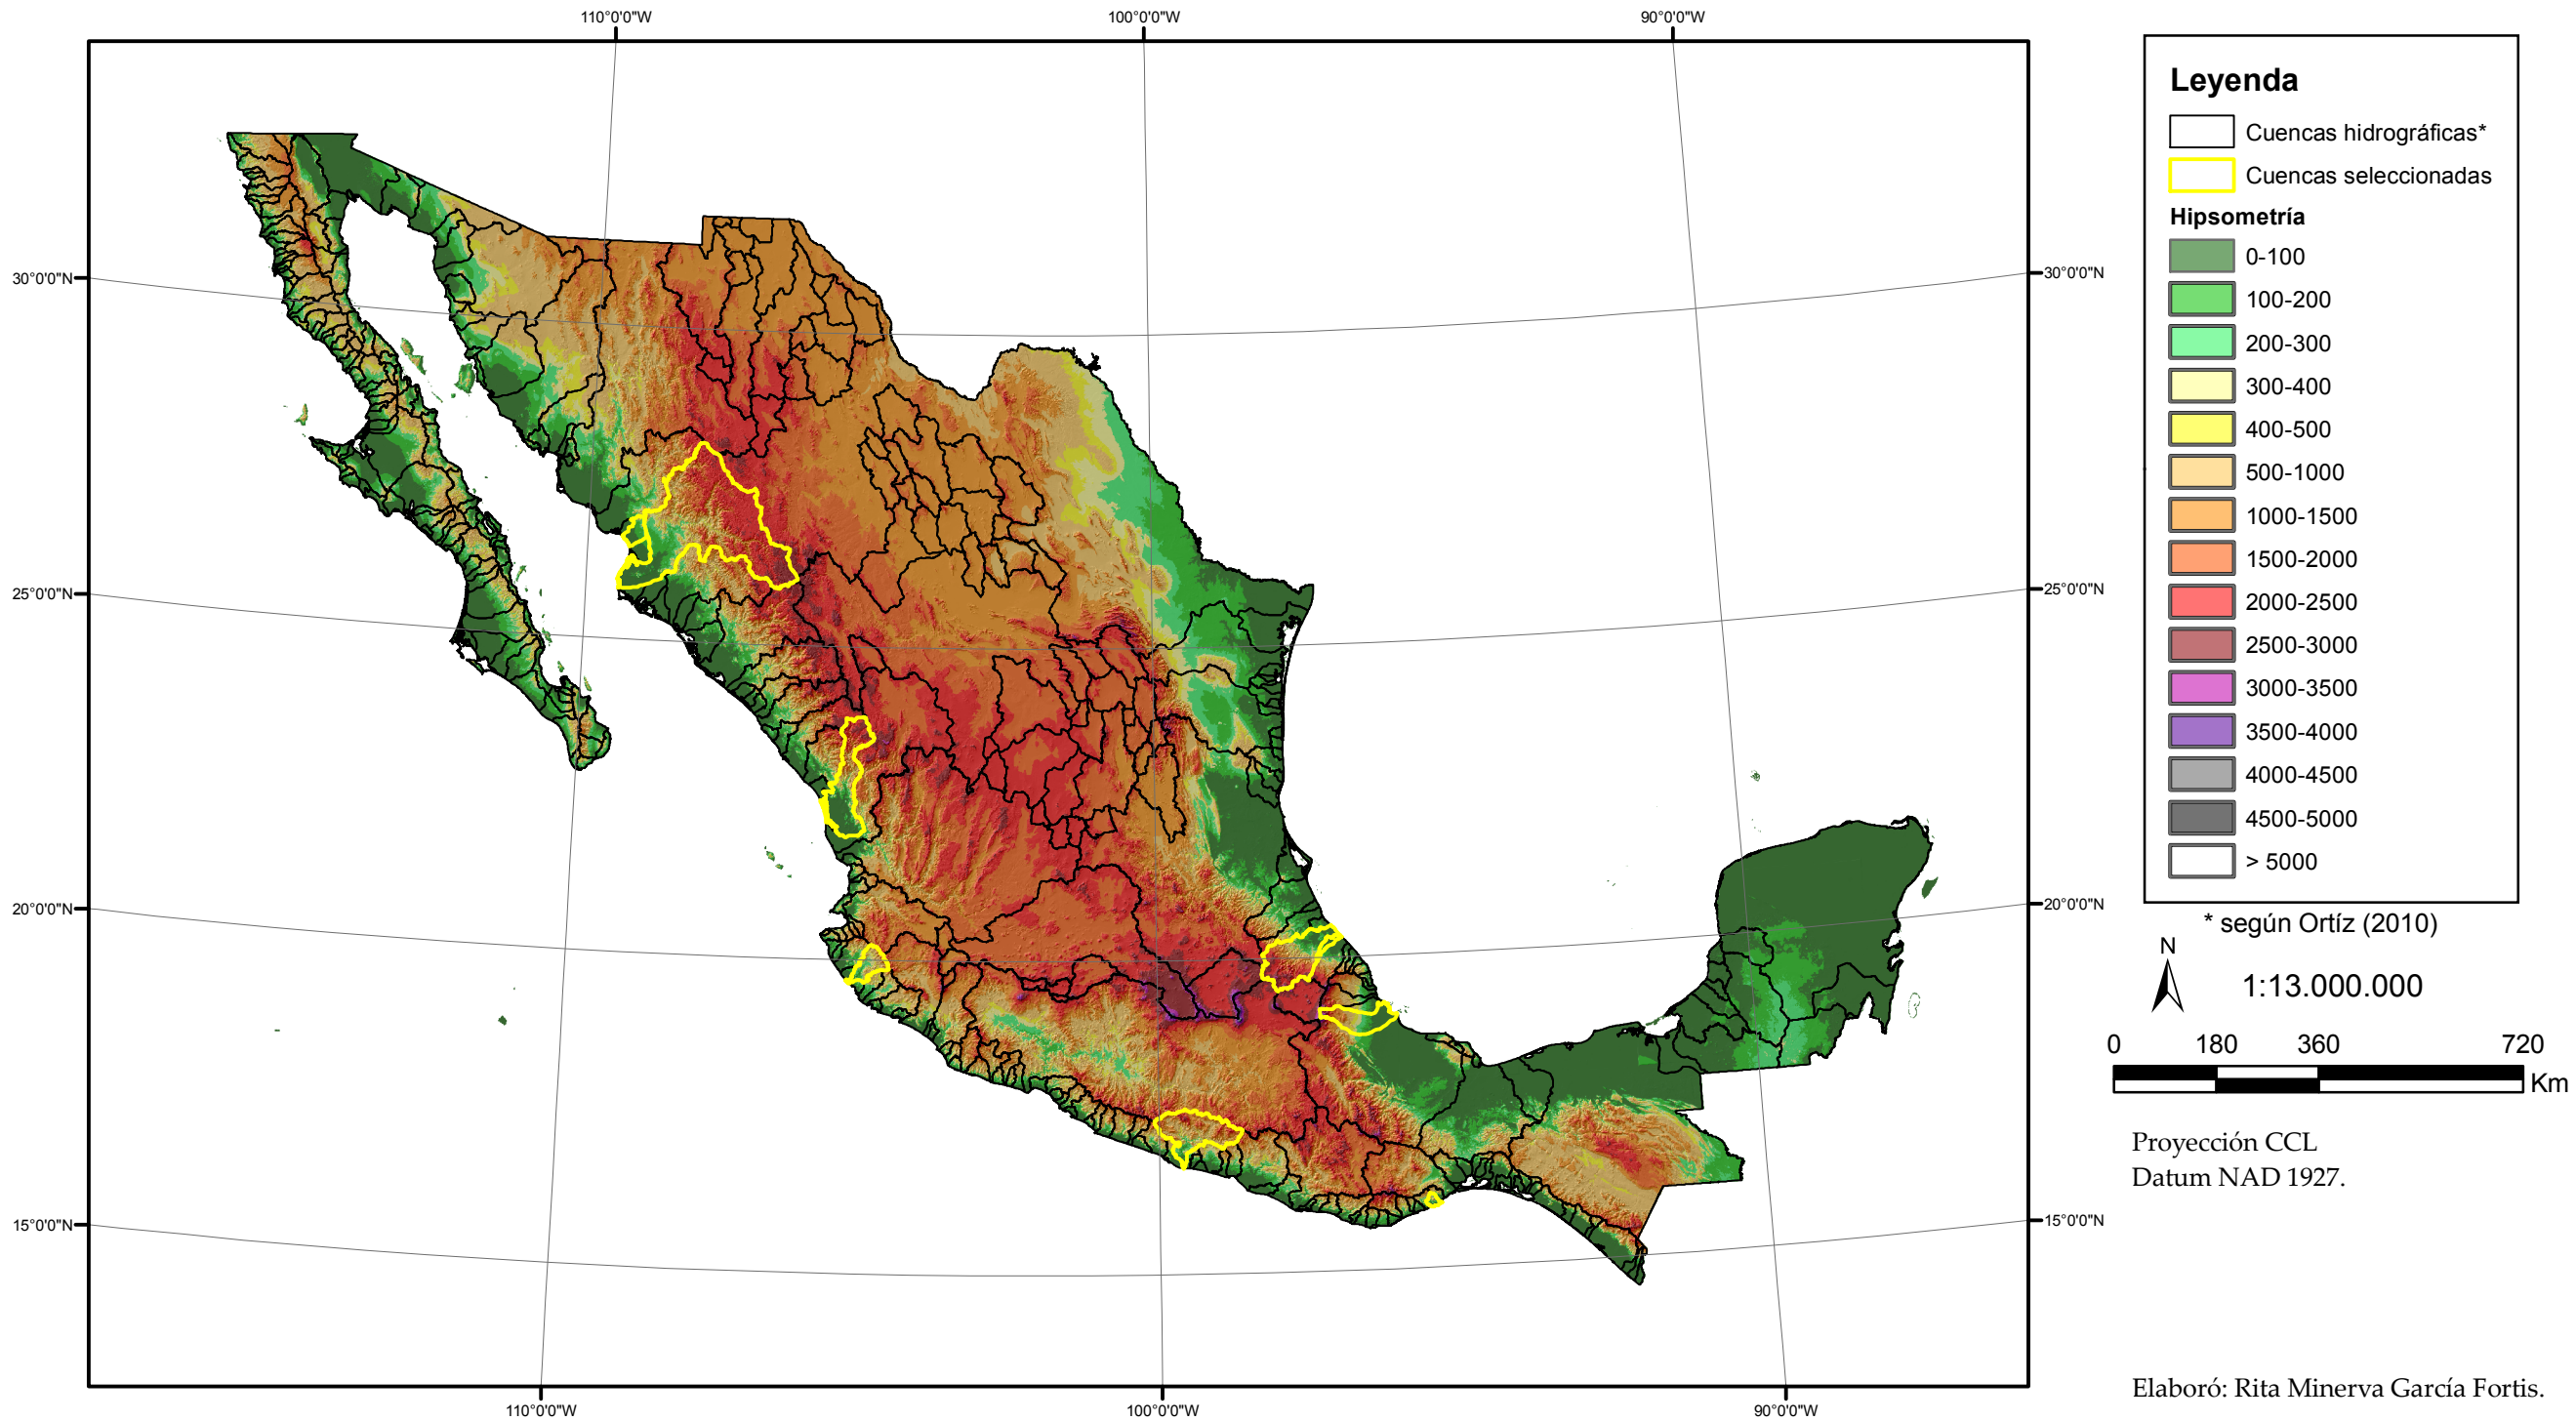 110°0'0"W 100°0'0"W 90°0'0"W
30°0'0"N 30°0'0"N
25°0'0"N 25°0'0"N
20°0'0"N 20°0'0"N
15°0'0"N 15°0'0"N
110°0'0"W 100°0'0"W 90°0'0"W
Leyenda
Cuencas hidrográficas*
Cuencas seleccionadas
Hipsometría
0-100
100-200
200-300
300-400
400-500
500-1000
1000-1500
1500-2000
2000-2500
2500-3000
3000-3500
3500-4000
4000-4500
4500-5000
> 5000
* según Ortíz (2010)
N
1:13.000.000
0 180 360 720
Km
Proyección CCL
Datum NAD 1927.
Elaboró: Rita Minerva García Fortis.